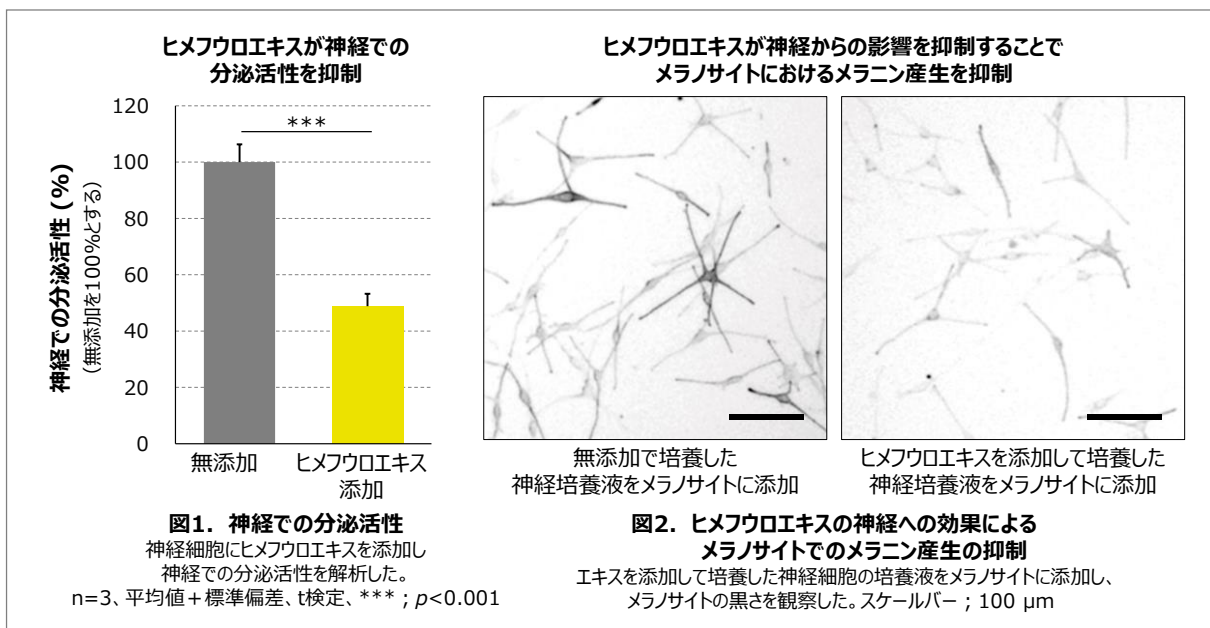 ヒメフウロエキスが神経での
分泌活性を抑制
120
100
80
60
40
20
0
***
神経での分泌活性 (%)
(無添加を100%とする)
無添加
ヒメフウロエキス
添加
図1. 神経での分泌活性
神経細胞にヒメフウロエキスを添加し
神経での分泌活性を解析した。
n=3、平均値+標準偏差、t検定、*** ; p<0.001
ヒメフウロエキスが神経からの影響を抑制することで
メラノサイトにおけるメラニン産生を抑制
無添加で培養した
神経培養液をメラノサイトに添加
ヒメフウロエキスを添加して培養した
神経培養液をメラノサイトに添加
図2. ヒメフウロエキスの神経への効果による
メラノサイトでのメラニン産生の抑制
エキスを添加して培養した神経細胞の培養液をメラノサイトに添加し、
メラノサイトの黒さを観察した。スケールバー ; 100 μm